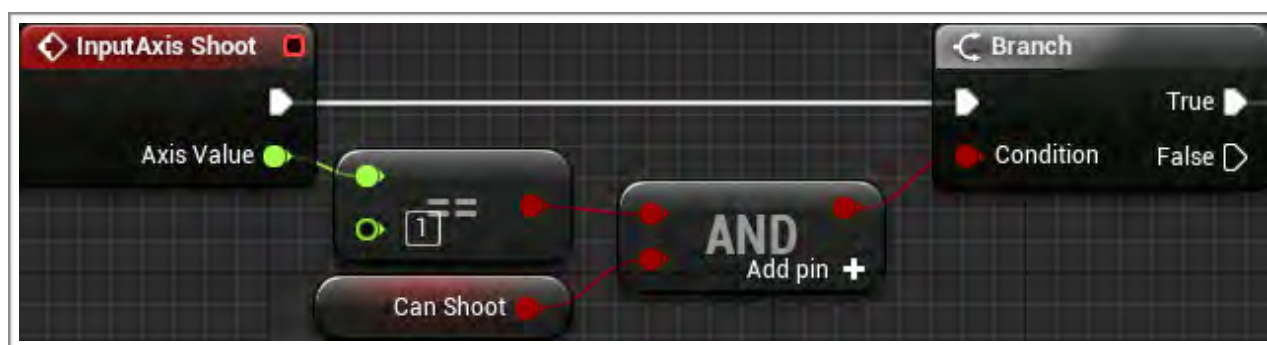 InputAxis Shoot
Axis Value
==
1
Can Shoot
AND
Add pin +
Branch
True
Condition
False